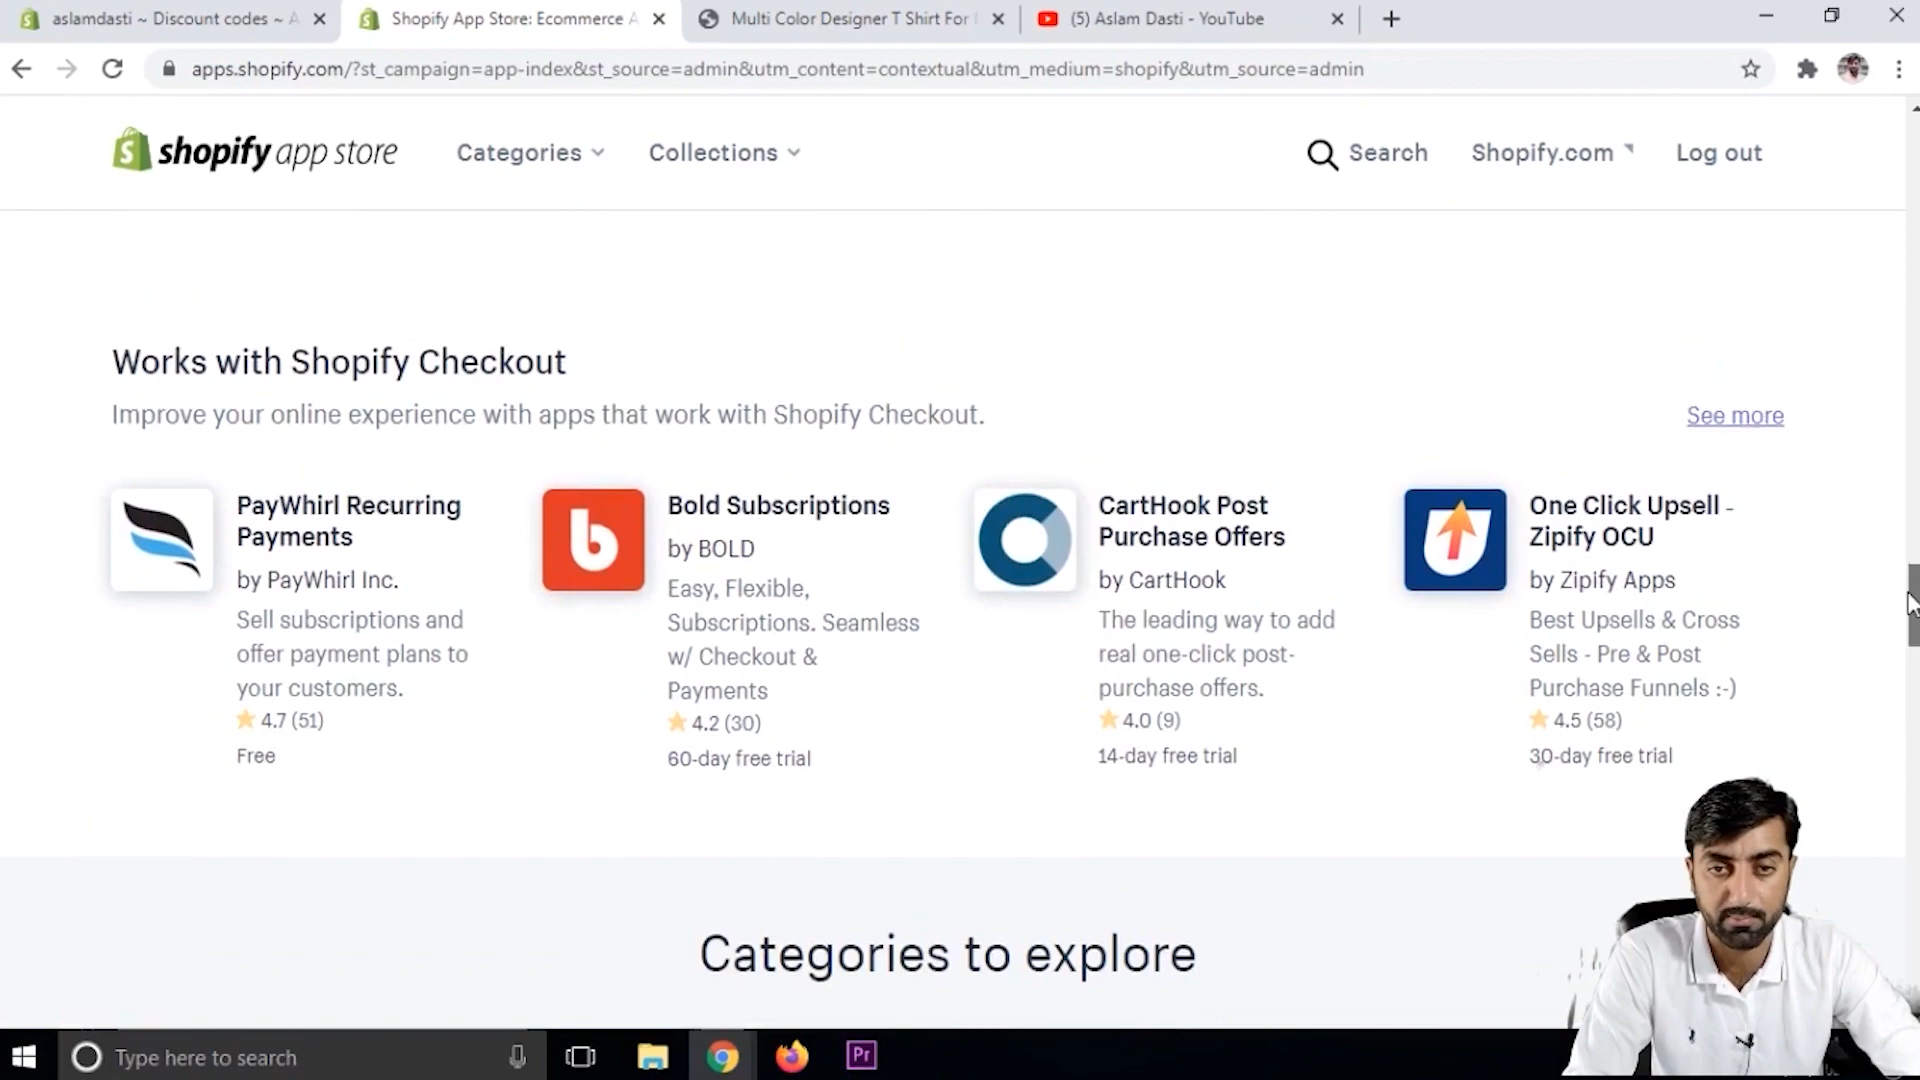 aslamdasti ~ Discount codes ~ A
Shopify App Store: Ecommerce A
Multi Color Designer T Shirt For
(5) Aslam Dasti - YouTube
apps.shopify.com/?st_campaign=app-index&st_source=admin&utm_content=contextual&utm_medium=shopify&utm_source=admin
shopify app store
Categories
Collections
Search
Shopify.com
Log out
Works with Shopify Checkout
Improve your online experience with apps that work with Shopify Checkout.
See more
PayWhirl Recurring
Payments
by PayWhirl Inc.
Sell subscriptions and
offer payment plans to
your customers.
4.7 (51)
Free
b
Bold Subscriptions
by BOLD
Easy, Flexible,
Subscriptions. Seamless
w/ Checkout &
Payments
4.2 (30)
60-day free trial
CartHook Post
Purchase Offers
by CartHook
The leading way to add
real one-click post-
purchase offers.
4.0 (9)
14-day free trial
One Click Upsell -
Zipify OCU
by Zipify Apps
Best Upsells & Cross
Sells - Pre & Post
Purchase Funnels :-)
4.5 (58)
30-day free trial
Categories to explore
Type here to search
Pr